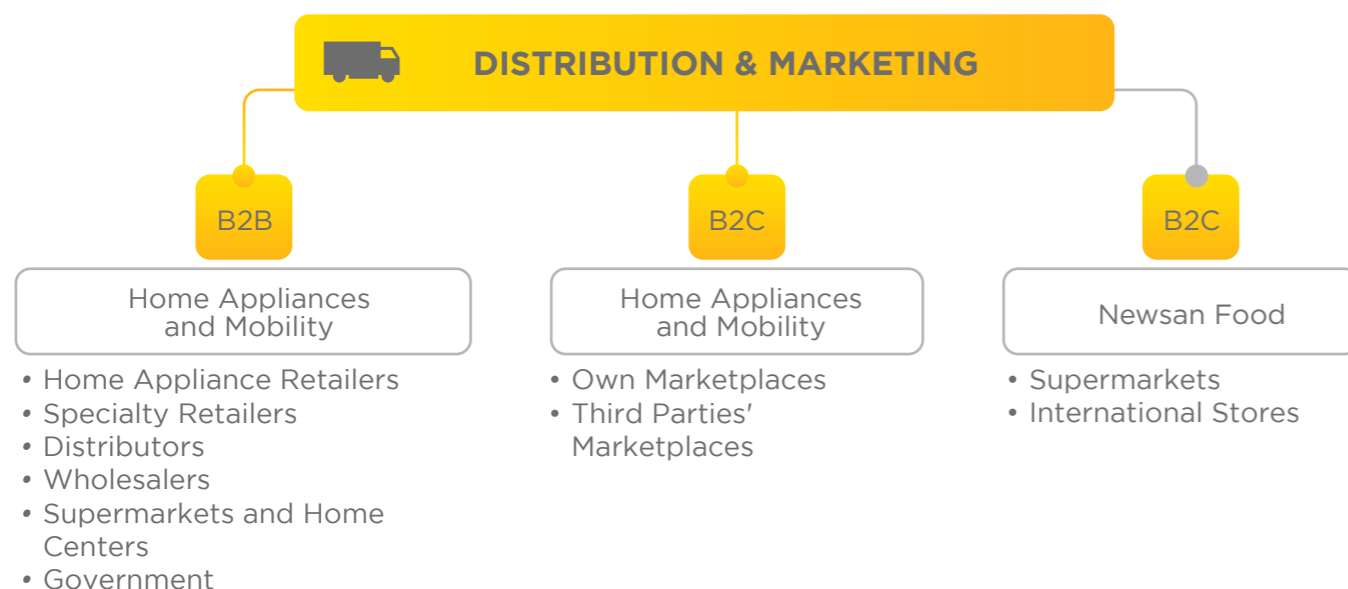 DISTRIBUTION & MARKETING
B2B
Home Appliances
and Mobility
• Home Appliance Retailers
• Specialty Retailers
• Distributors
• Wholesalers
• Supermarkets and Home
Centers
• Government
B2C
Home Appliances
and Mobility
• Own Marketplaces
• Third Parties'
Marketplaces
B2C
Newsan Food
• Supermarkets
• International Stores